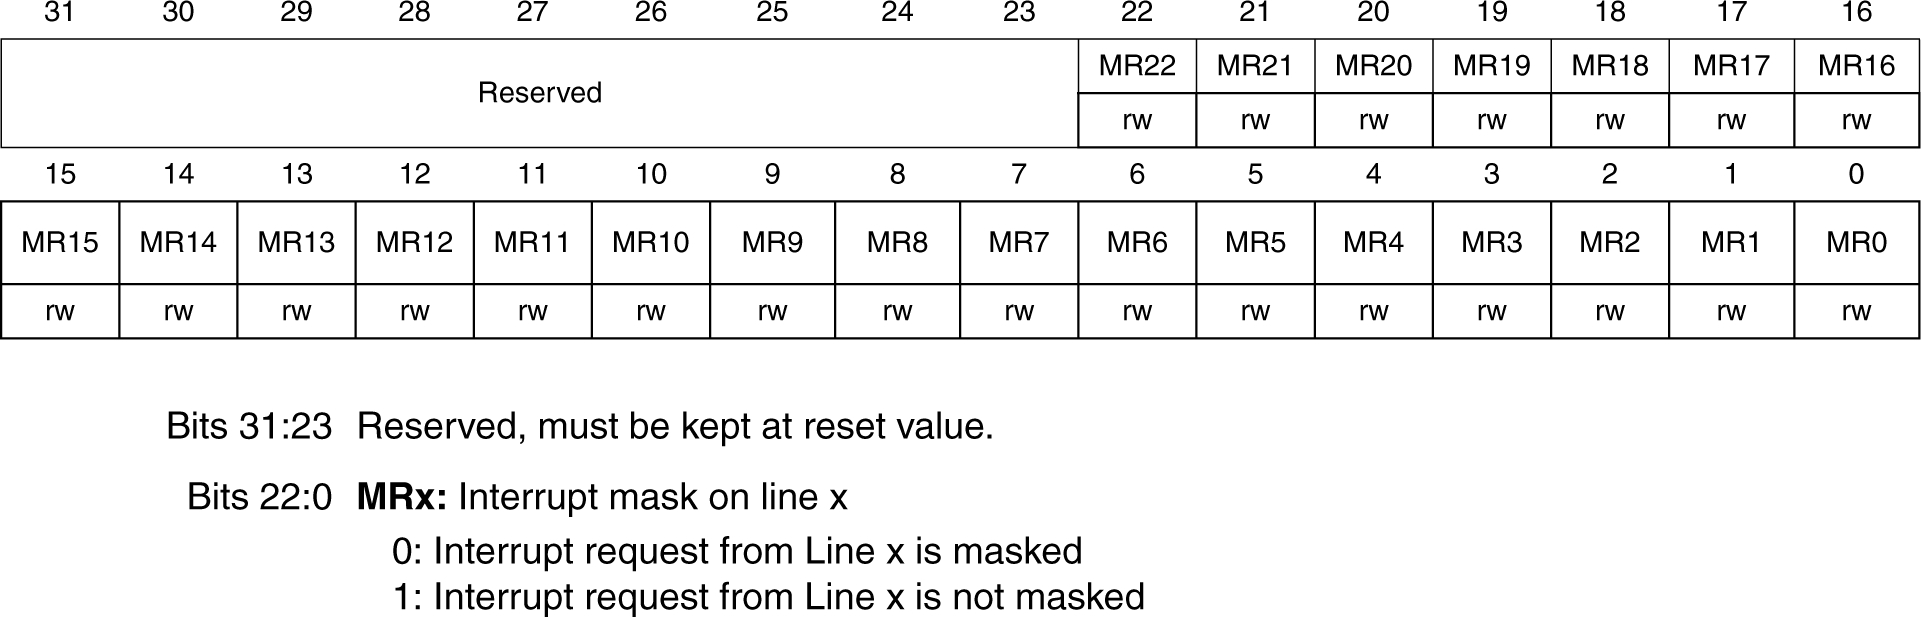 31 30 29 28 27 26 25 24 23 22 21 20 19 18 17 16
Reserved MR22 MR21 MR20 MR19 MR18 MR17 MR16
rw rw rw rw rw rw rw
15 14 13 12 11 10 9 8 7 6 5 4 3 2 1 0
MR15 MR14 MR13 MR12 MR11 MR10 MR9 MR8 MR7 MR6 MR5 MR4 MR3 MR2 MR1 MR0
rw rw rw rw rw rw rw rw rw rw rw rw rw rw rw rw
Bits 31:23 Reserved, must be kept at reset value.
Bits 22:0 MRx: Interrupt mask on line x
0: Interrupt request from Line x is masked
1: Interrupt request from Line x is not masked